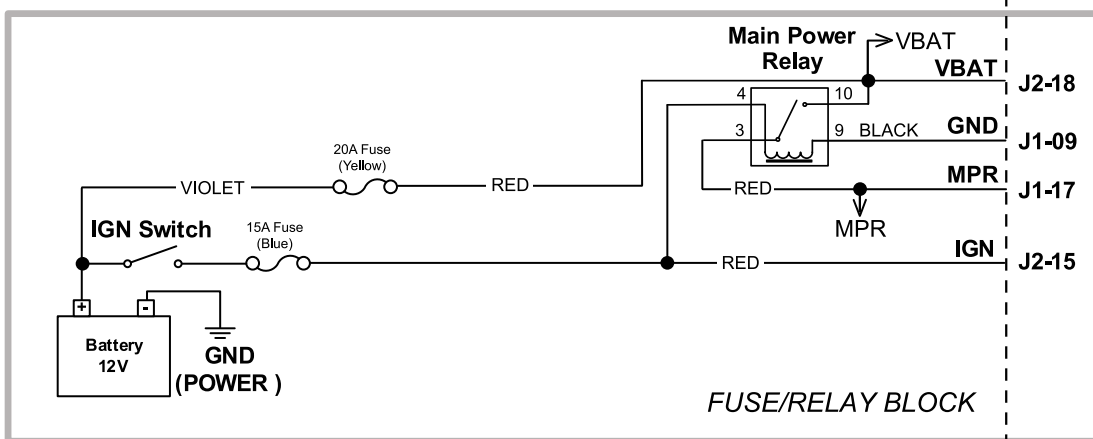 Main Power
Relay
VBAT
VBAT
J2-18
4
10
3
9
BLACK
GND
J1-09
20A Fuse
(Yellow)
VIOLET
RED
RED
MPR
J1-17
MPR
IGN Switch
15A Fuse
(Blue)
RED
IGN
J2-15
+
-
Battery
12V
GND
(POWER )
FUSE/RELAY BLOCK